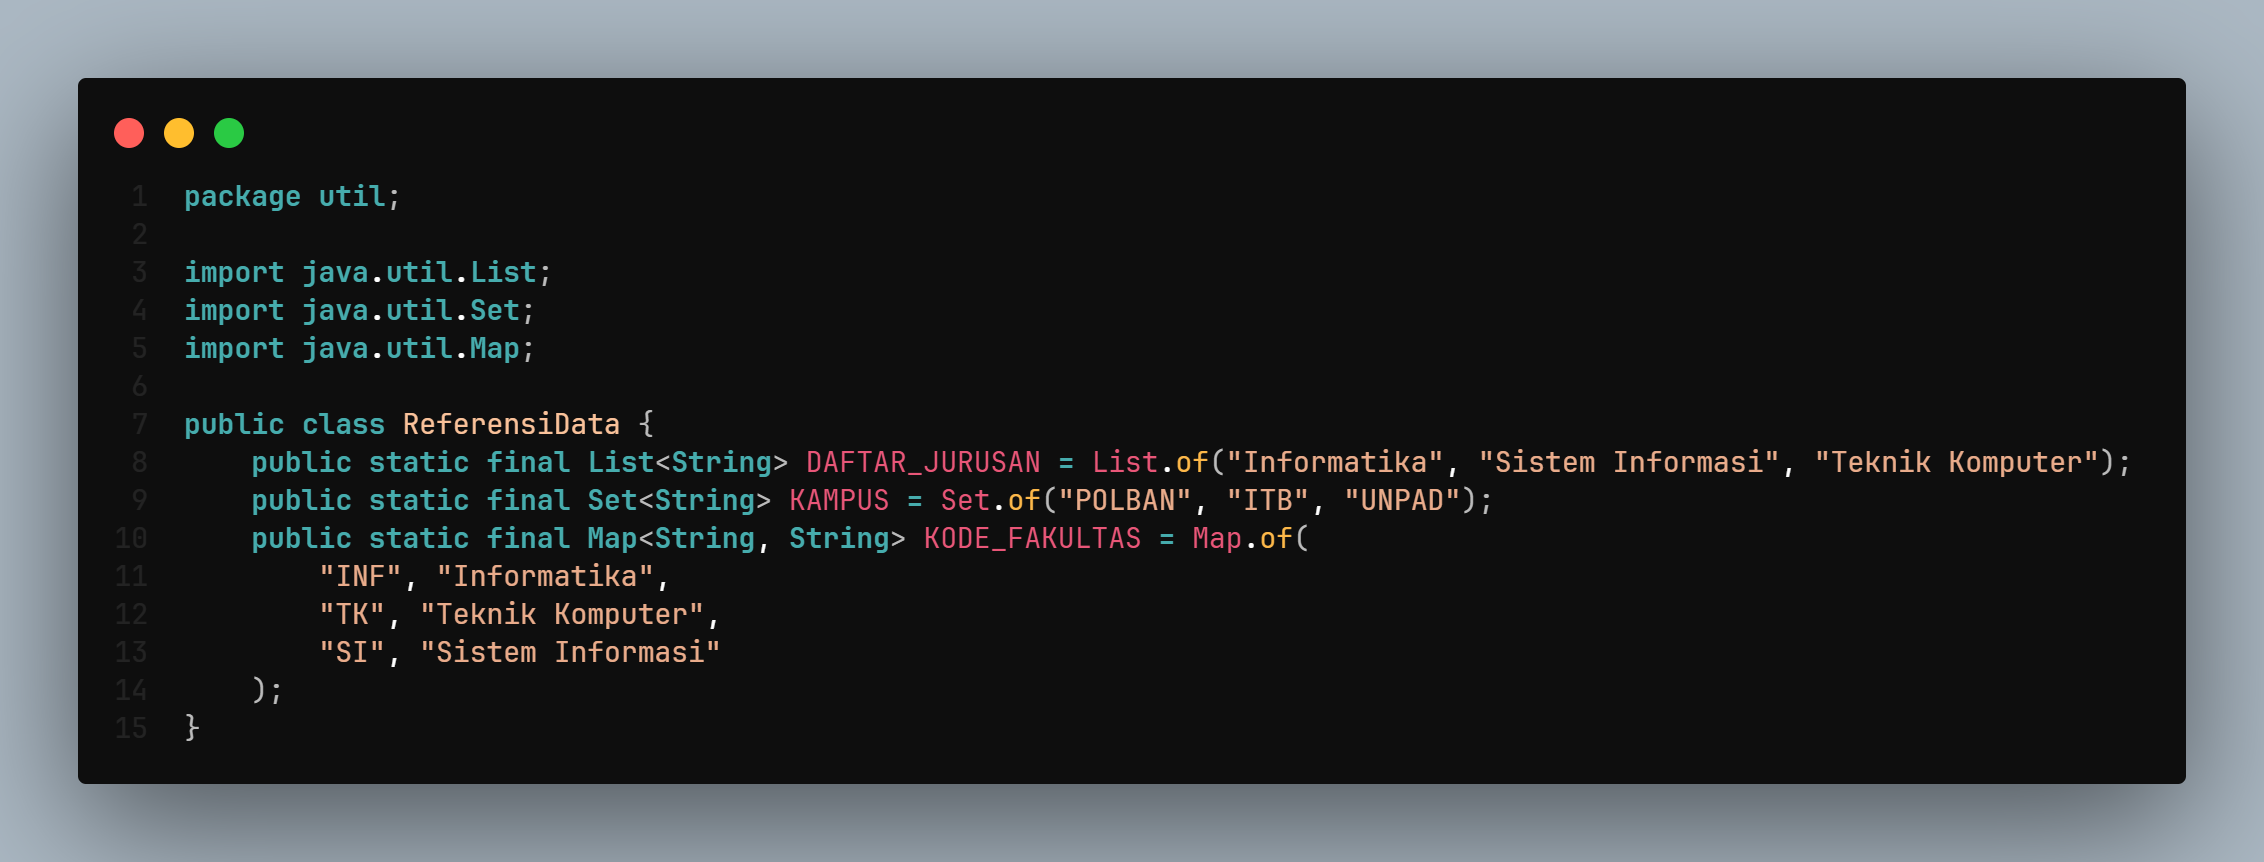 1 package util;
2
3 import java.util.List;
4 import java.util.Set;
5 import java.util.Map;
6
7 public class ReferensiData {
8     public static final List<String> DAFTAR_JURUSAN = List.of("Informatika", "Sistem Informasi", "Teknik Komputer");
9     public static final Set<String> KAMPUS = Set.of("POLBAN", "ITB", "UNPAD");
10     public static final Map<String, String> KODE_FAKULTAS = Map.of(
11         "INF", "Informatika",
12         "TK", "Teknik Komputer",
13         "SI", "Sistem Informasi"
14     );
15 }